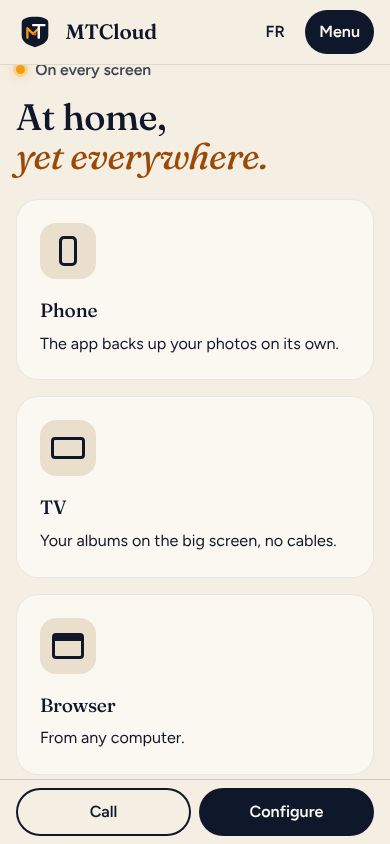 MTCloud
FR
Menu
On every screen
At home,
yet everywhere.
Phone
The app backs up your photos on its own.
TV
Your albums on the big screen, no cables.
Browser
From any computer.
Call
Configure